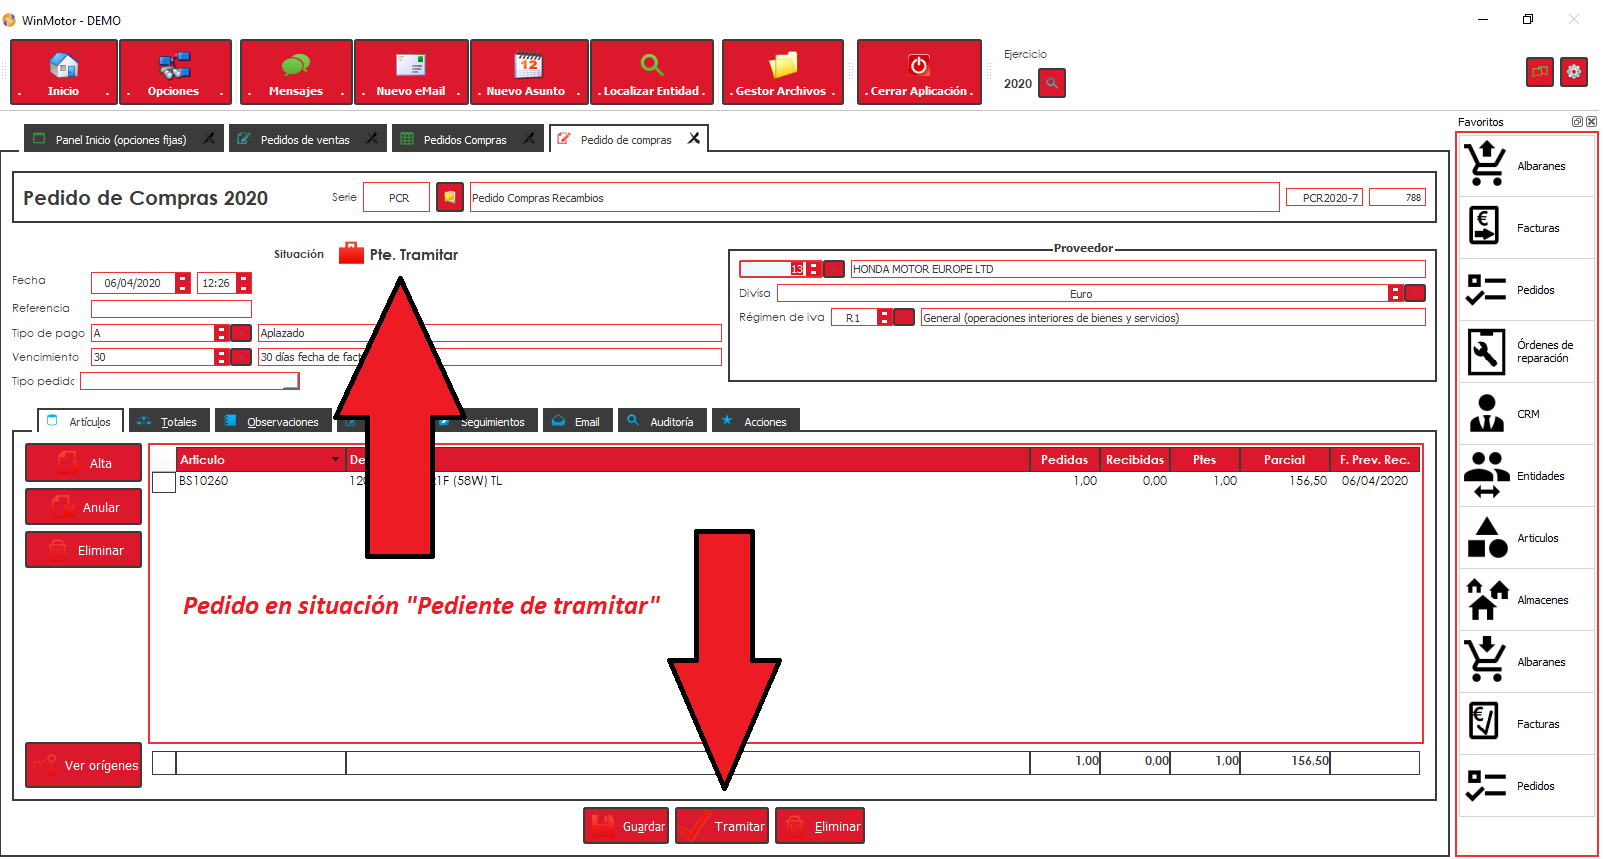 WinMotor - DEMO
. Inicio .
. Opciones .
. Mensajes .
. Nuevo eMail .
12
. Nuevo Asunto .
. Localizar Entidad .
. Gestor Archivos .
. Cerrar Aplicación .
Ejercicio
2020
Panel Inicio (opciones fijas)
Pedidos de ventas
Pedidos Compras
Pedido de compras
Pedido de Compras 2020
Serie
PCR
Pedido Compras Recambios
PCR2020-7
788
Situación
Pte. Tramitar
Fecha
06/04/2020
12:26
Referencia
Tipo de pago
A
Aplazado
Vencimiento
30
30 días fecha de fact
Tipo pedido
Proveedor
13
HONDA MOTOR EUROPE LTD
Divisa
Euro
Régimen de iva
R1
General (operaciones interiores de bienes y servicios)
Artículos
Totales
Observaciones
Seguimientos
Email
Auditoría
Acciones
Alta
Anular
Eliminar
Ver orígenes
Articulo De Pedidas Recibidas Ptes Parcial F. Prev. Rec.
BS10260 120 1F (58W) TL 1,00 0,00 1,00 156,50 06/04/2020
Pedido en situación "Pediente de tramitar"
1,00 0,00 1,00 156,50
Guardar
Tramitar
Eliminar
Favoritos
Albaranes
Facturas
Pedidos
Órdenes de
reparación
CRM
Entidades
Articulos
Almacenes
Albaranes
Facturas
Pedidos